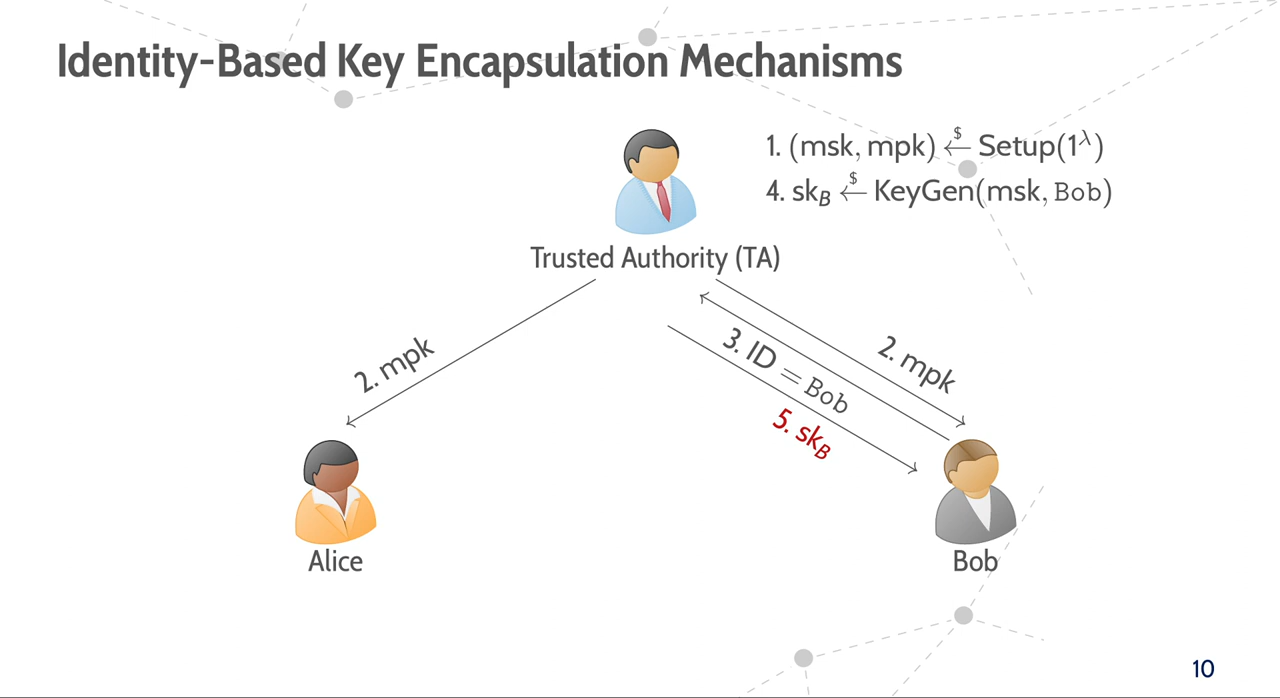 Identity-Based Key Encapsulation Mechanisms
1. (msk, mpk) $← Setup(1^λ)
4. sk_B $← KeyGen(msk, Bob)
Trusted Authority (TA)
2. mpk
2. mpk
3. ID = Bob
5. sk_B
Alice
Bob
10